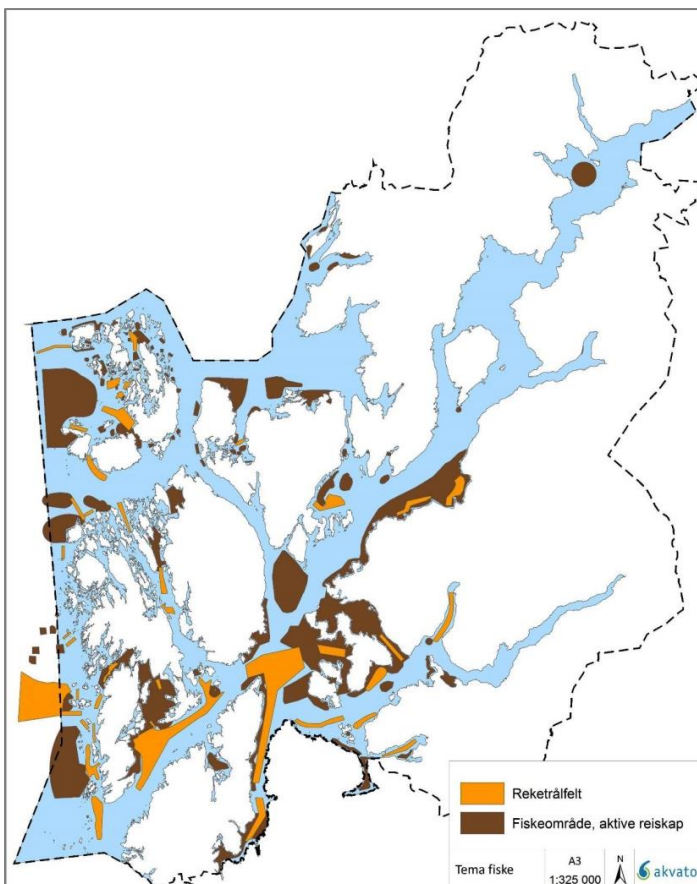 Reketrålfelt
Fiskeområde, aktive reiskap
Tema fiske
A3
1:325 000
N
akvato